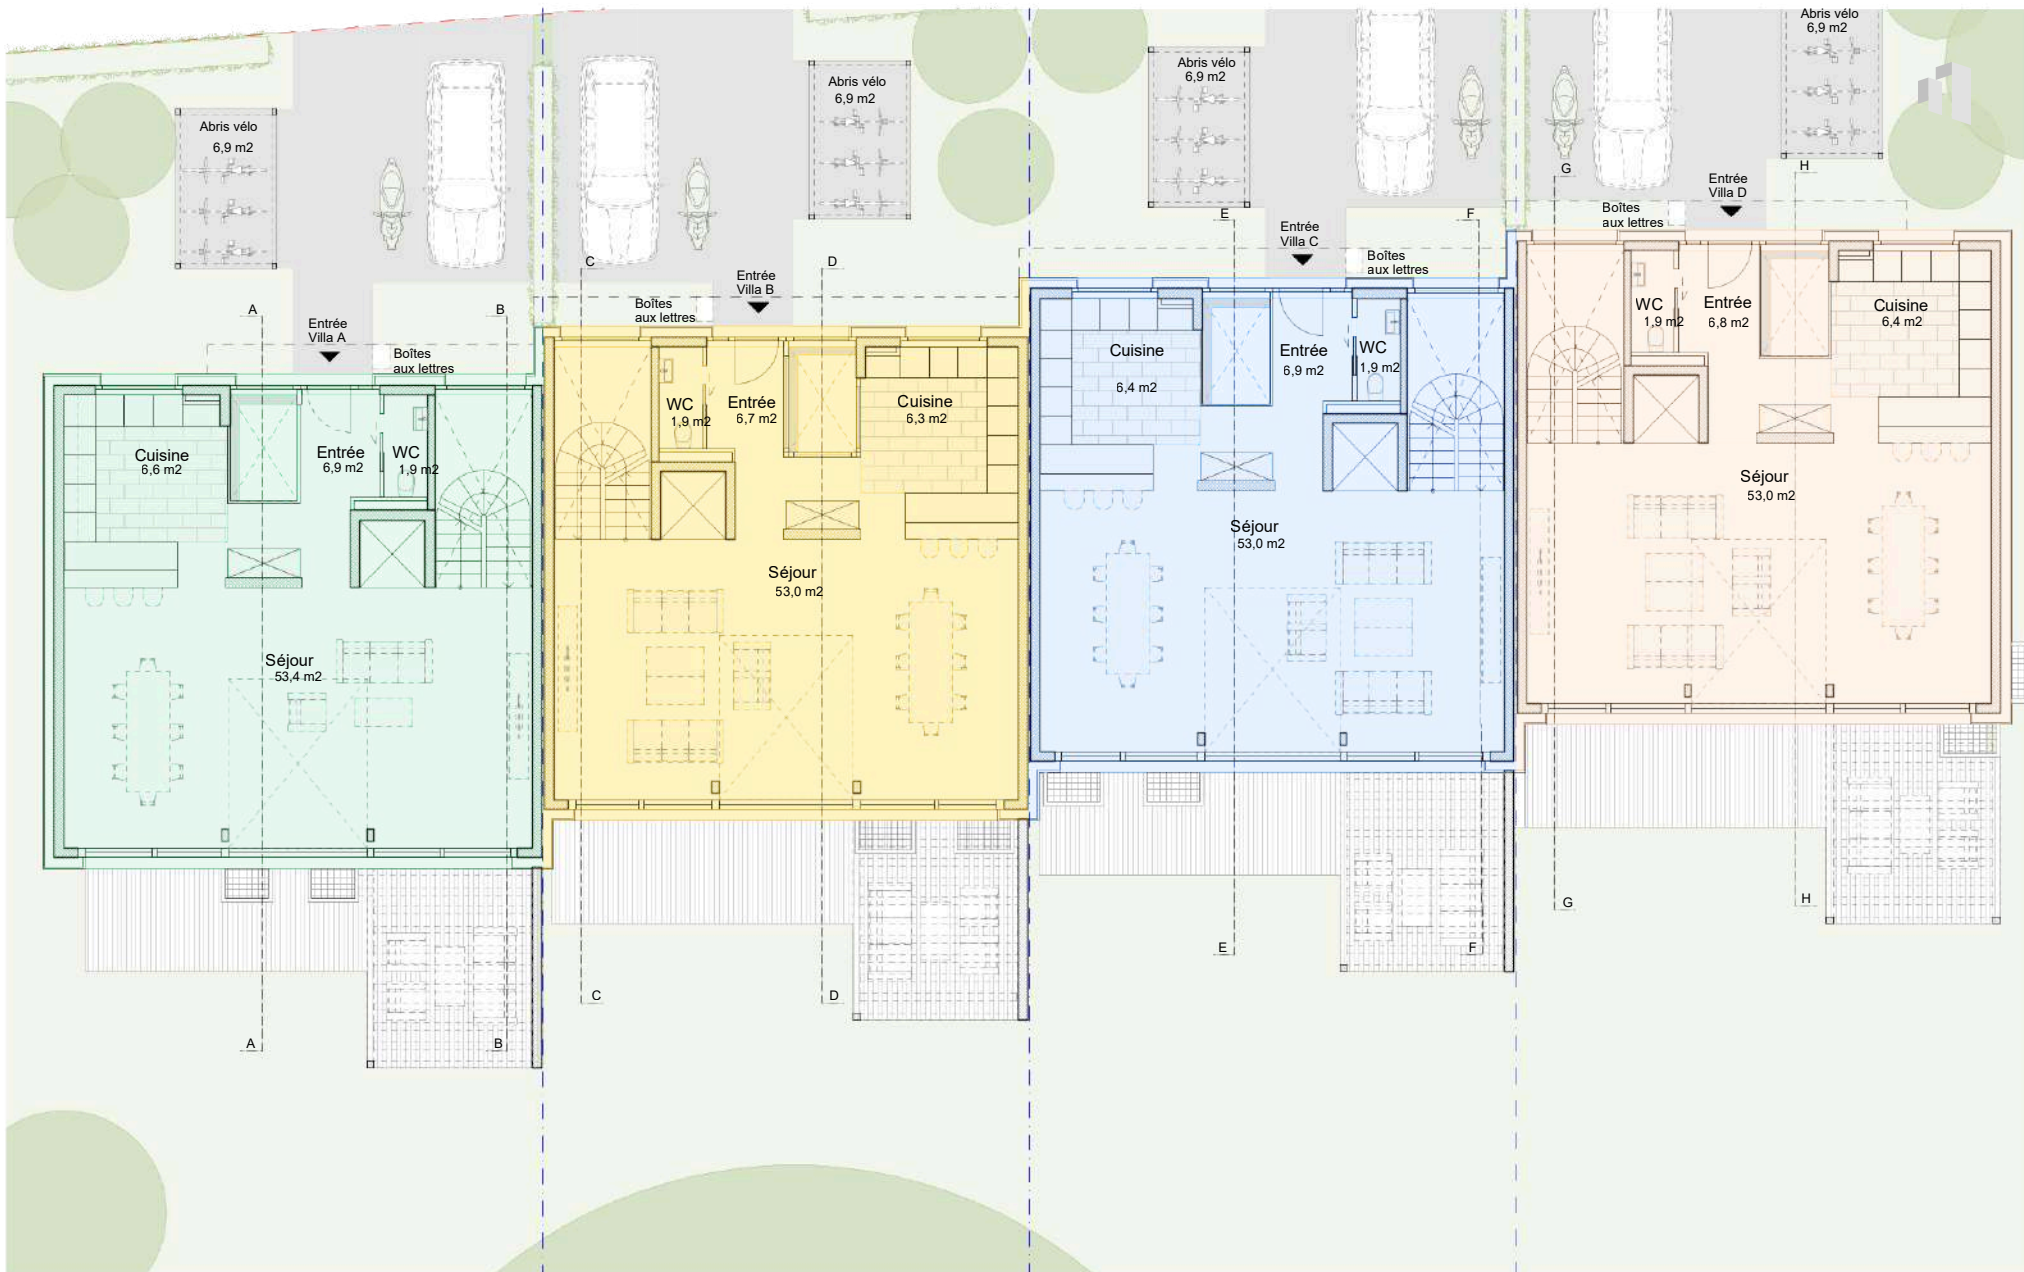 Abris vélo
6,9 m2
Abris vélo
6,9 m2
Abris vélo
6,9 m2
Abris vélo
6,9 m2
A
B
C
D
E
F
G
H
Entrée
Villa A
Boîtes
aux lettres
Cuisine
6,6 m2
Entrée
6,9 m2
WC
1,9 m2
Séjour
53,4 m2
A
B
Entrée
Villa B
Boîtes
aux lettres
WC
1,9 m2
Entrée
6,7 m2
Cuisine
6,3 m2
Séjour
53,0 m2
C
D
Entrée
Villa C
Boîtes
aux lettres
Cuisine
6,4 m2
Entrée
6,9 m2
WC
1,9 m2
Séjour
53,0 m2
E
F
Entrée
Villa D
Boîtes
aux lettres
WC
1,9 m2
Entrée
6,8 m2
Cuisine
6,4 m2
Séjour
53,0 m2
G
H